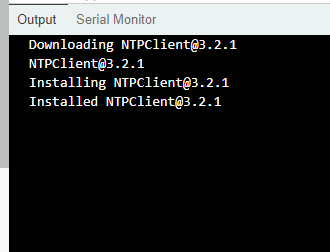 Output Serial Monitor
Downloading NTPClient@3.2.1
NTPClient@3.2.1
Installing NTPClient@3.2.1
Installed NTPClient@3.2.1